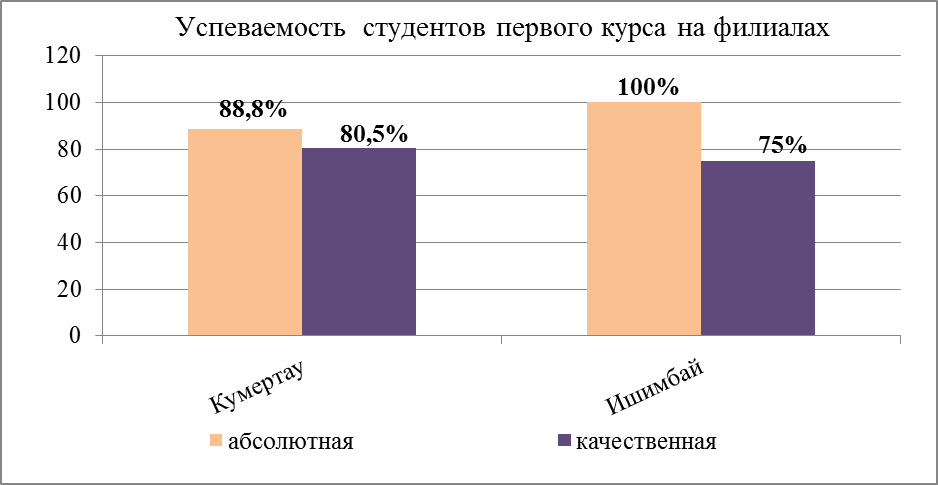 Успеваемость студентов первого курса на филиалах
120
100
80
60
40
20
0
88,8%
80,5%
100%
75%
Кумертау
Ишимбай
абсолютная
качественная